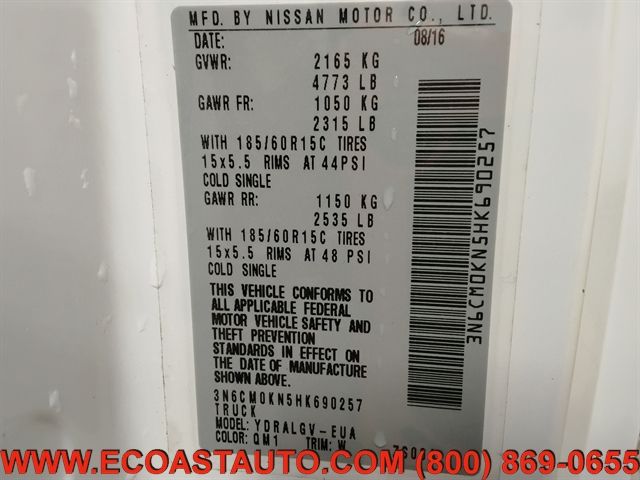 MFD. BY NISSAN MOTOR CO., LTD.
DATE: 08/16
GVWR: 2165 KG
4773 LB
GAWR FR: 1050 KG
2315 LB
WITH 185/60R15C TIRES
15x5.5 RIMS AT 44PSI
COLD SINGLE
GAWR RR: 1150 KG
2535 LB
WITH 185/60R15C TIRES
15x5.5 RIMS AT 48 PSI
COLD SINGLE
THIS VEHICLE CONFORMS TO
ALL APPLICABLE FEDERAL
MOTOR VEHICLE SAFETY AND
THEFT PREVENTION
STANDARDS IN EFFECT ON
THE DATE OF MANUFACTURE
SHOWN ABOVE.
3N6CM0KN5HK690257
TRUCK
MODEL: YDRALGV-EUA
COLOR: QM1 TRIM: W
3N6CM0KN5HK690257
WWW.ECOASTAUTO.COM (800) 869-0655